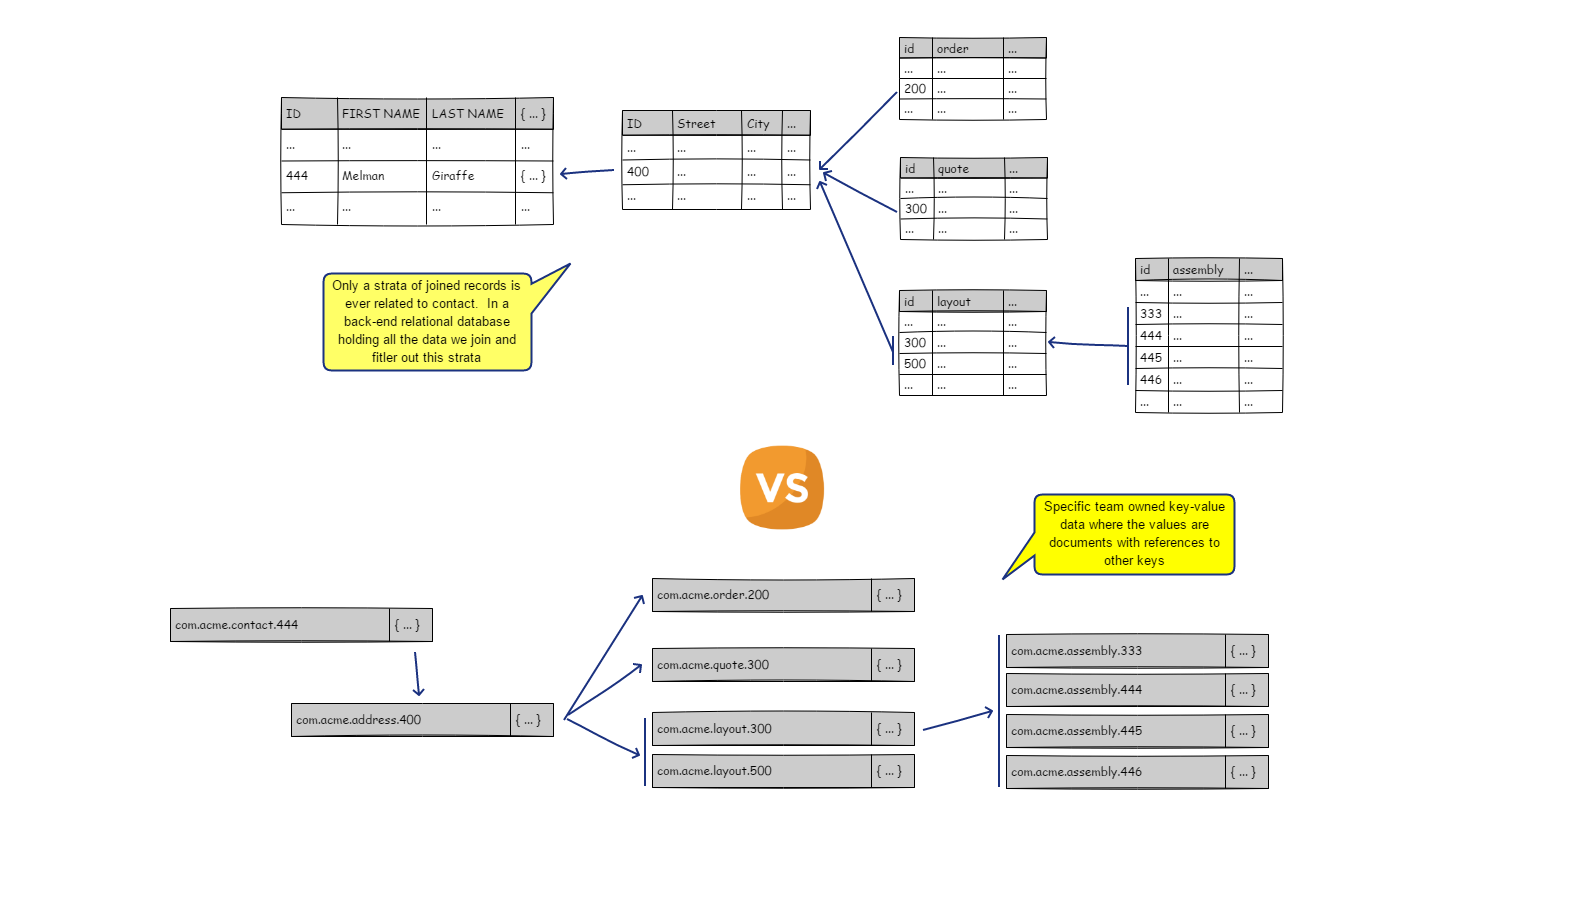 ID FIRST NAME LAST NAME { ... }
... ... ... ...
444 Melman Giraffe { ... }
... ... ... ...
ID Street City ...
... ... ... ...
400 ... ... ...
... ... ... ...
id order ...
... ... ...
200 ... ...
... ... ...
id quote ...
... ... ...
300 ... ...
... ... ...
id layout ...
... ... ...
300 ... ...
500 ... ...
... ... ...
id assembly ...
... ... ...
333 ... ...
444 ... ...
445 ... ...
446 ... ...
... ... ...
Only a strata of joined records is
ever related to contact. In a
back-end relational database
holding all the data we join and
fitler out this strata
VS
Specific team owned key-value
data where the values are
documents with references to
other keys
com.acme.contact.444 { ... }
com.acme.address.400 { ... }
com.acme.order.200 { ... }
com.acme.quote.300 { ... }
com.acme.layout.300 { ... }
com.acme.layout.500 { ... }
com.acme.assembly.333 { ... }
com.acme.assembly.444 { ... }
com.acme.assembly.445 { ... }
com.acme.assembly.446 { ... }